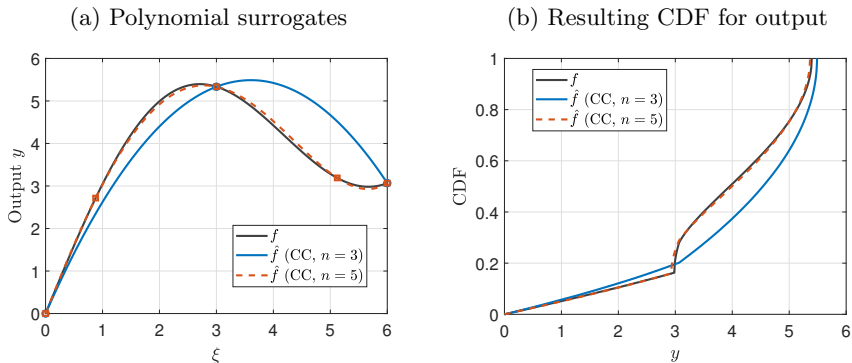 (a) Polynomial surrogates
6
5
4
3
2
1
0
0 1 2 3 4 5 6
Output y
ξ
f
f̂ (CC, n = 3)
f̂ (CC, n = 5)
(b) Resulting CDF for output
1
0.8
0.6
0.4
0.2
0
0 1 2 3 4 5 6
CDF
y
f
f̂ (CC, n = 3)
f̂ (CC, n = 5)